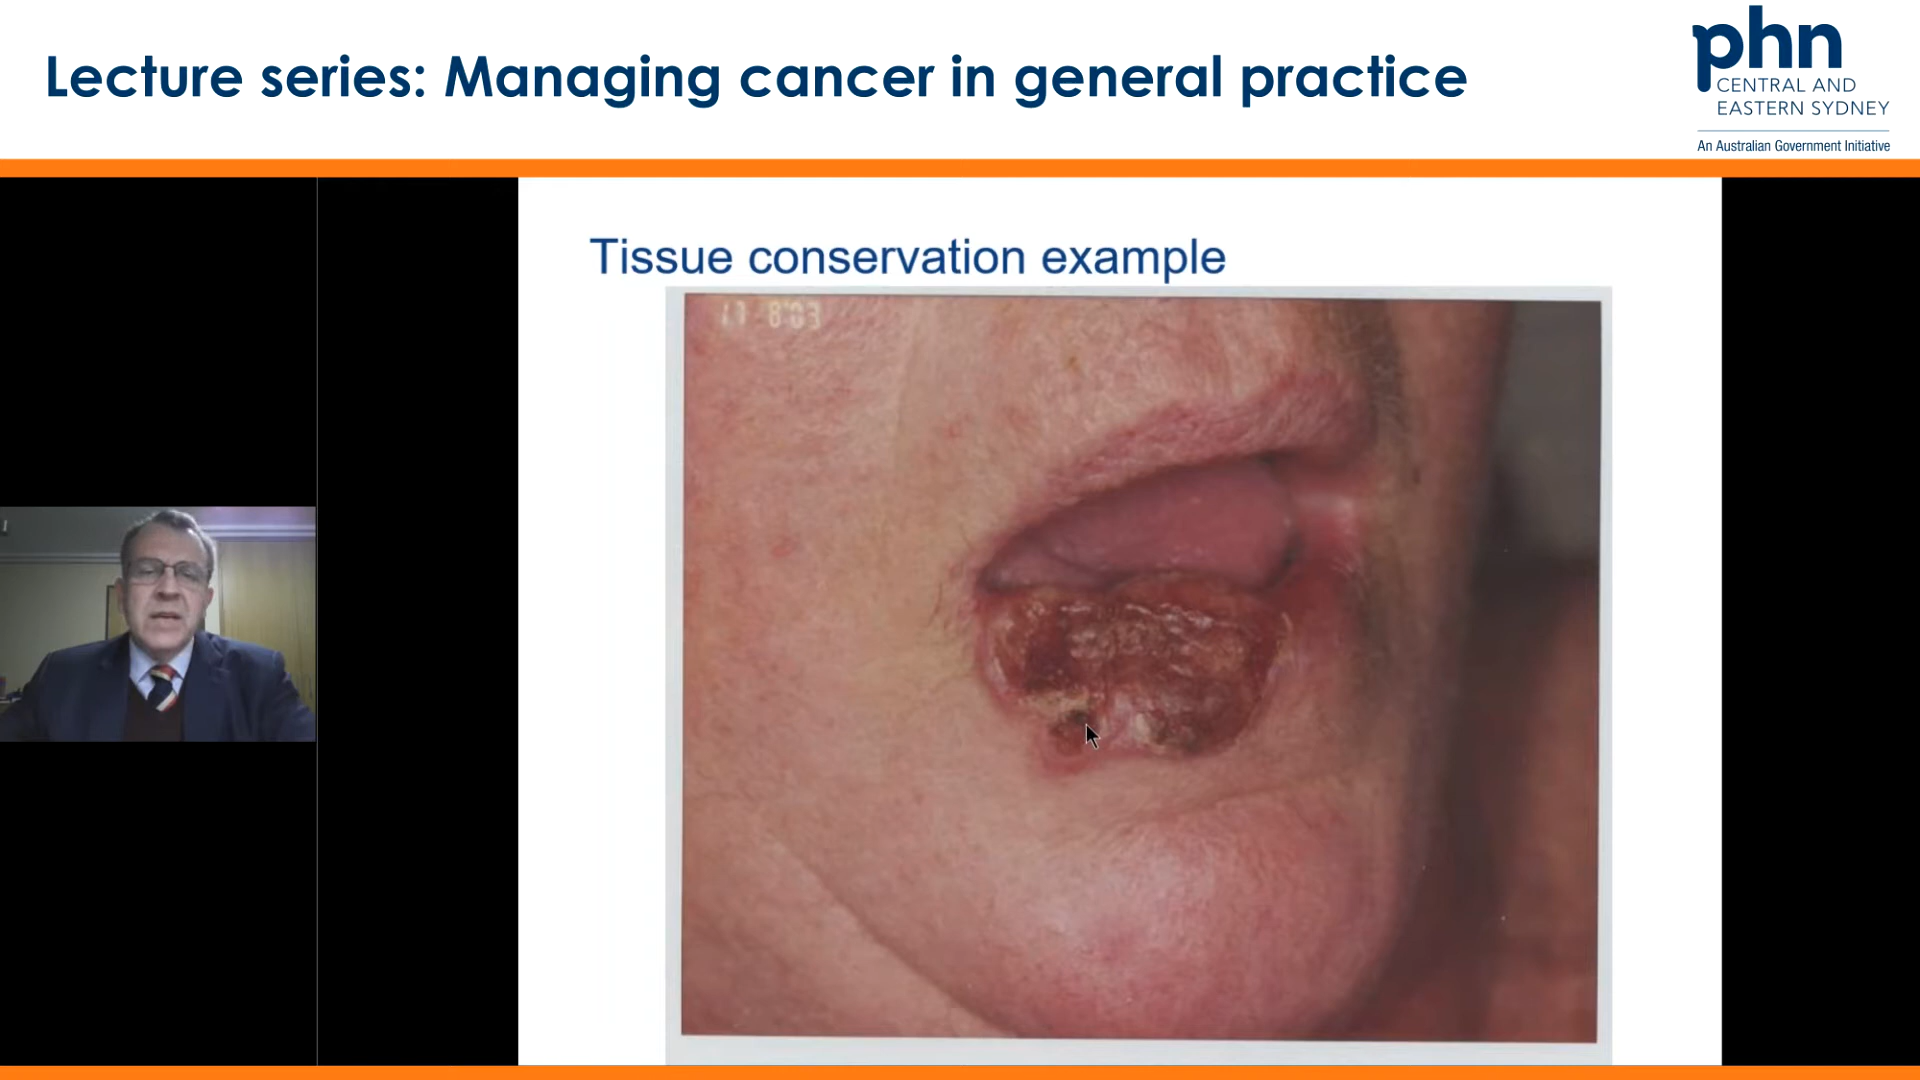 Lecture series: Managing cancer in general practice
phn
CENTRAL AND
EASTERN SYDNEY
An Australian Government Initiative
Tissue conservation example